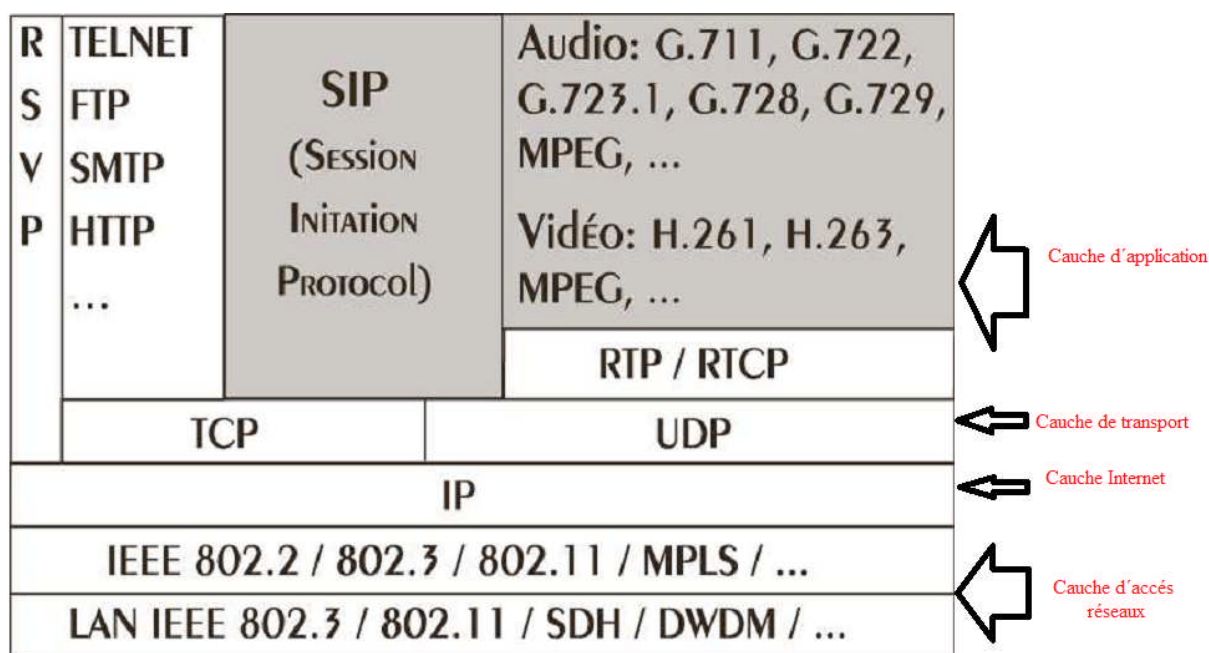 R
S
V
P
TELNET
FTP
SMTP
HTTP
...
SIP
(Session
Initation
Protocol)
Audio: G.711, G.722,
G.723.1, G.728, G.729,
MPEG, ...
Vidéo: H.261, H.263,
MPEG, ...
RTP / RTCP
Cauche d´application
TCP
UDP
Cauche de transport
IP
Cauche Internet
IEEE 802.2 / 802.3 / 802.11 / MPLS / ...
LAN IEEE 802.3 / 802.11 / SDH / DWDM / ...
Cauche d´accés
réseaux